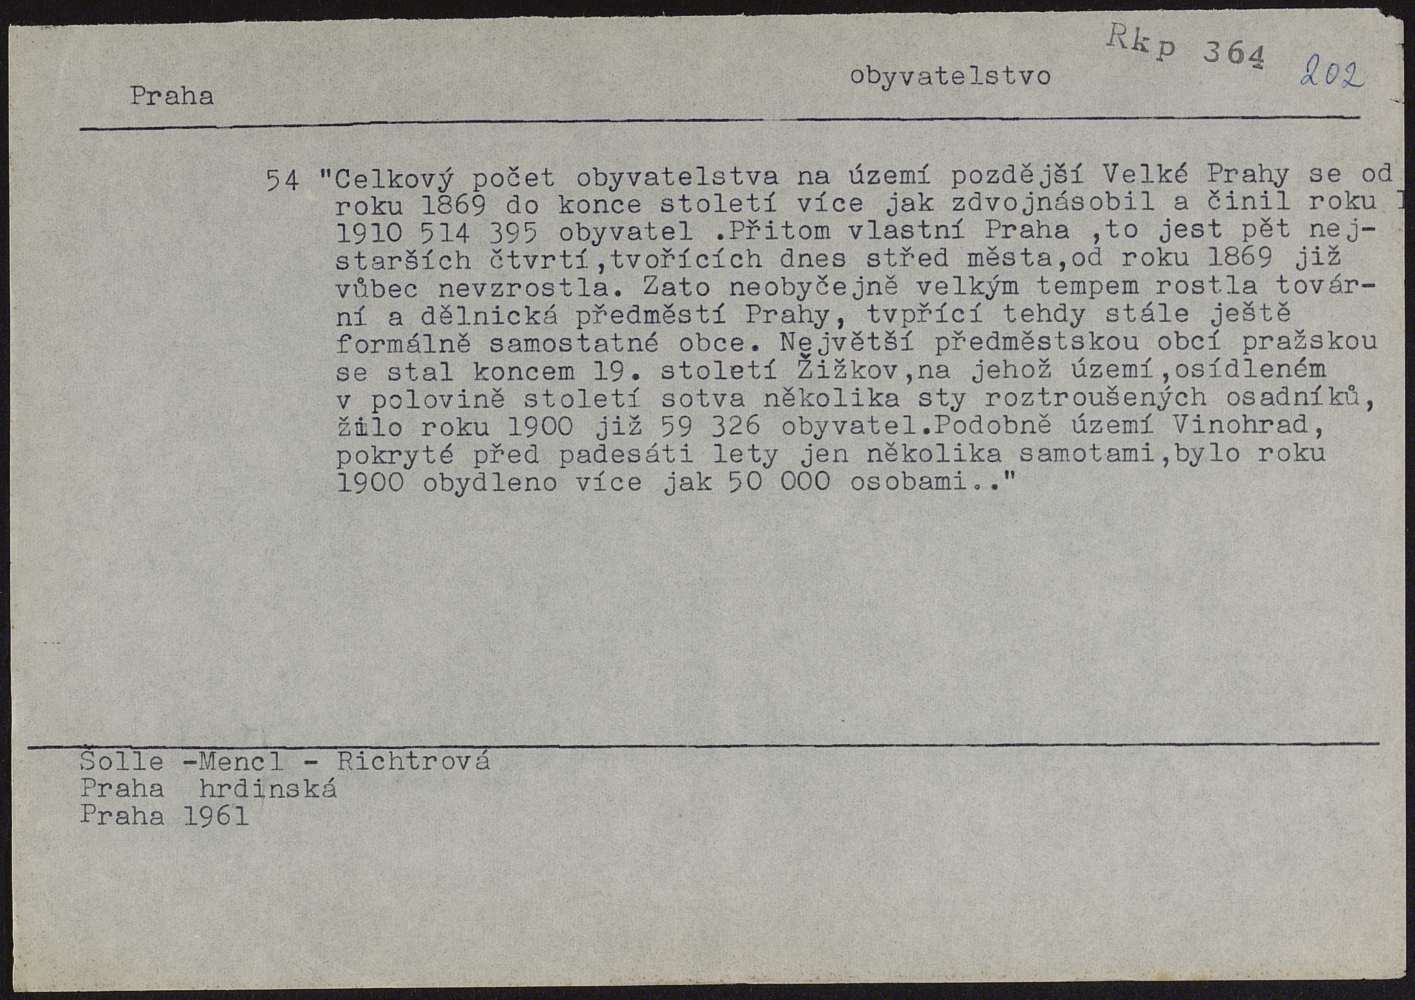 Rkp 364
202
obyvatelstvo
Praha
54 "Celkový počet obyvatelstva na území pozdější Velké Prahy se od
roku 1869 do konce století více jak zdvojnásobil a činil roku 1
1910 514 395 obyvatel .Přitom vlastní Praha ,to jest pět nej-
starších čtvrtí,tvořících dnes střed města,od roku 1869 již
vůbec nevzrostla. Zato neobyčejně velkým tempem rostla továr-
ní a dělnická předměstí Prahy, tvpřící tehdy stále ještě
formálně samostatné obce. Největší předměstskou obcí pražskou
se stal koncem 19. století Žižkov,na jehož území,osídleném
v polovině století sotva několika sty roztroušených osadníků,
žilo roku 1900 již 59 326 obyvatel.Podobně území Vinohrad,
pokryté před padesáti lety jen několika samotami,bylo roku
1900 obydleno více jak 50 000 osobami.."
Šolle -Mencl - Richtrová
Praha hrdinská
Praha 1961